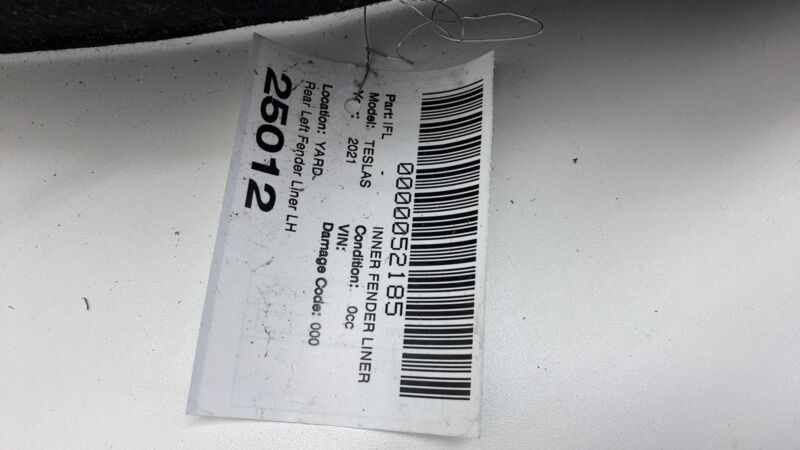 0000052185
Part: IFL - INNER FENDER LINER
Model: TESLAS Condition: 0cc
2021 VIN:
Location: YARD Damage Code: 000
Rear Left Fender Liner LH
25012